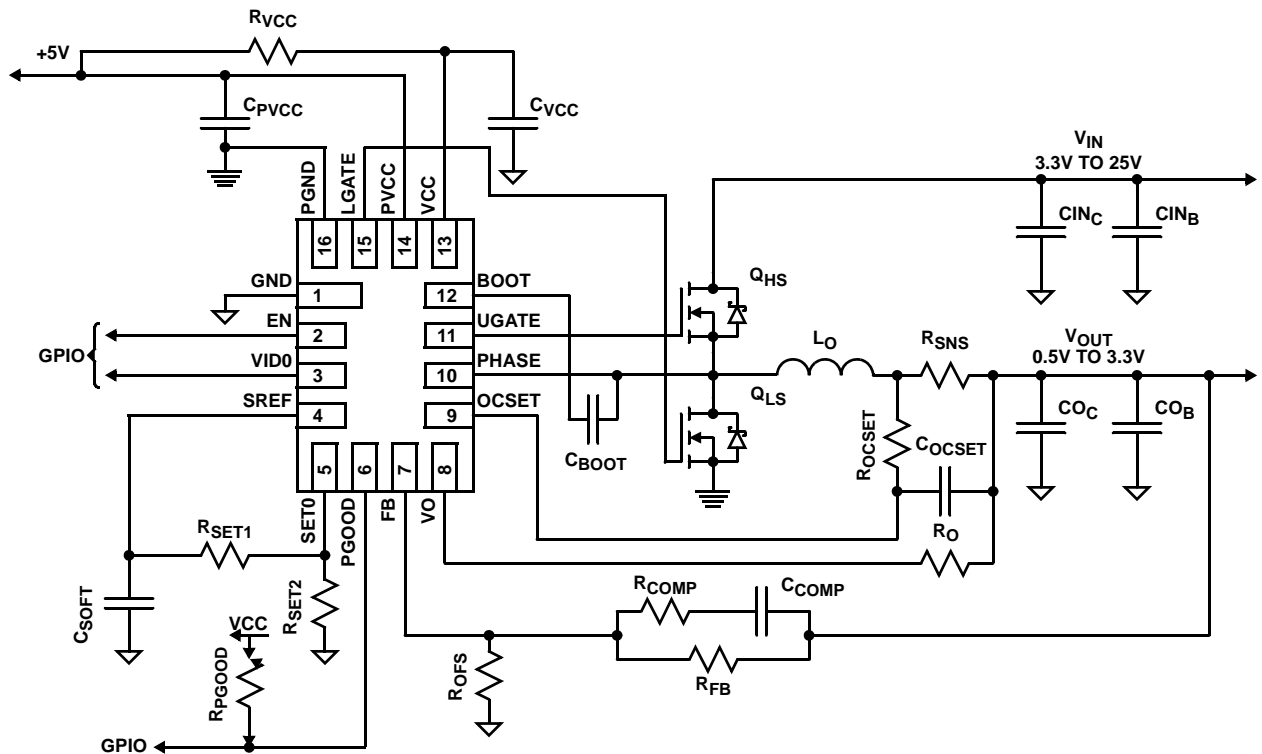 RVCC
+5V
CPVCC
CVCC
PGND
LGATE
PVCC
VCC
16
15
14
13
VIN
3.3V TO 25V
CINC
CINB
GND
1
12
BOOT
QHS
EN
2
11
UGATE
GPIO
VID0
3
10
PHASE
LO
RSNS
VOUT
0.5V TO 3.3V
SREF
4
9
OCSET
QLS
COC
COB
CBOOT
ROCSET
COCSET
5
6
7
8
SET0
PGOOD
FB
VO
RO
RSET1
CSOFT
RSET2
RCOMP
CCOMP
VCC
RPGOOD
ROFS
RFB
GPIO